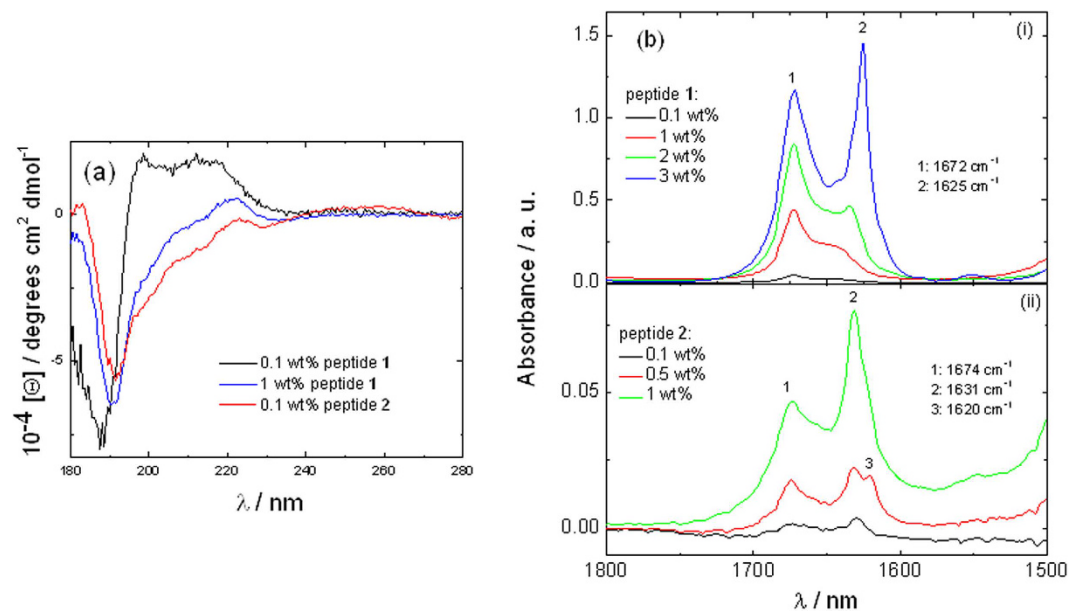 (a)
10⁻⁴ [Θ] / degrees cm² dmol⁻¹
0
-5
0.1 wt% peptide 1
1 wt% peptide 1
0.1 wt% peptide 2
180 200 220 240 260 280
λ / nm
(b)
(i)
Absorbance / a. u.
1.5
1.0
0.5
0.0
1
2
peptide 1:
0.1 wt%
1 wt%
2 wt%
3 wt%
1: 1672 cm⁻¹
2: 1625 cm⁻¹
(ii)
0.05
0.00
1
2
3
peptide 2:
0.1 wt%
0.5 wt%
1 wt%
1: 1674 cm⁻¹
2: 1631 cm⁻¹
3: 1620 cm⁻¹
1800 1700 1600 1500
λ / nm